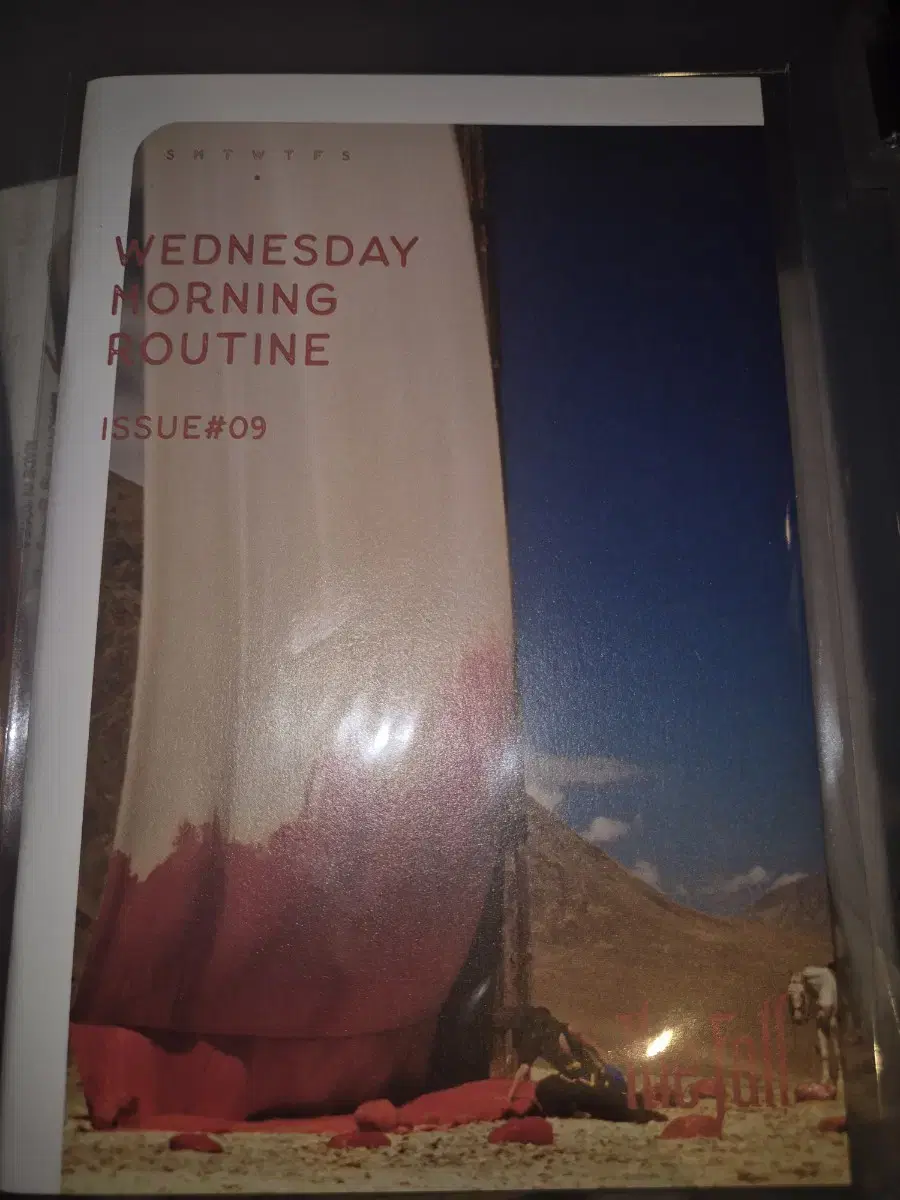 S M T W T F S
WEDNESDAY
MORNING
ROUTINE
ISSUE#09
The Fall